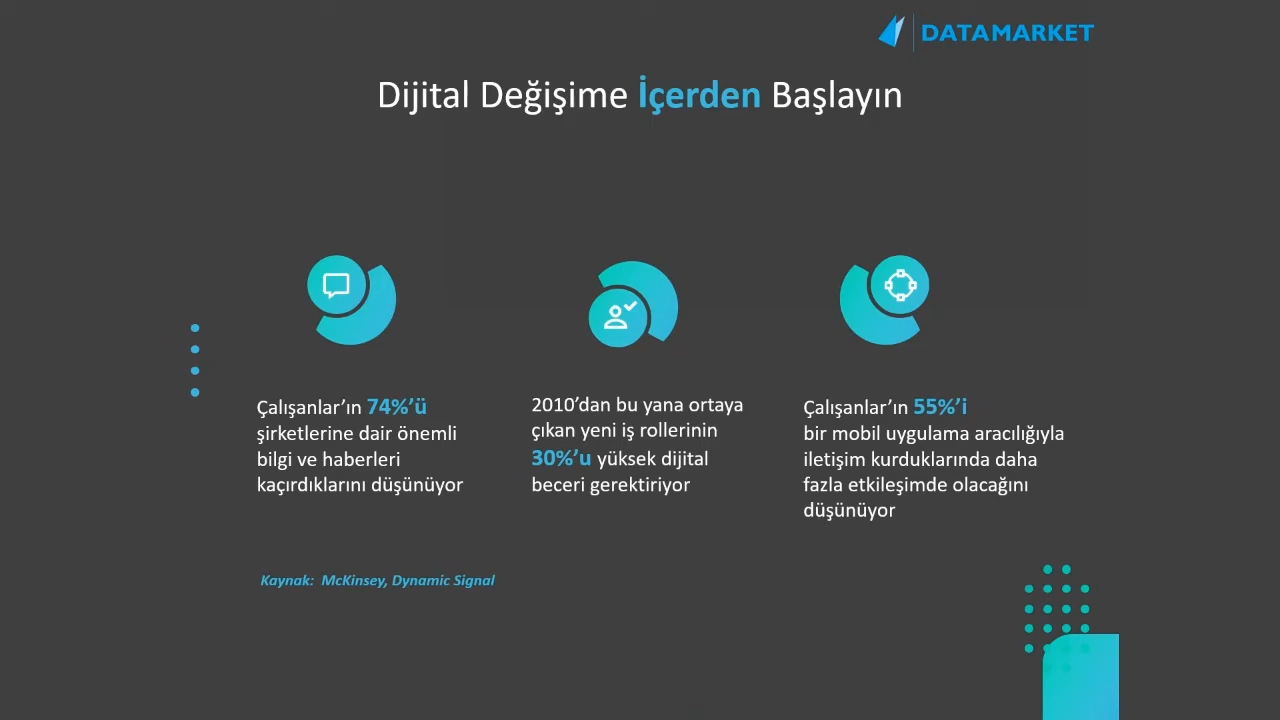 DATAMARKET
Dijital Değişime İçerden Başlayın
Çalışanlar’ın 74%’ü
şirketlerine dair önemli
bilgi ve haberleri
kaçırdıklarını düşünüyor
2010’dan bu yana ortaya
çıkan yeni iş rollerinin
30%’u yüksek dijital
beceri gerektiriyor
Çalışanlar’ın 55%’i
bir mobil uygulama aracılığıyla
iletişim kurduklarında daha
fazla etkileşimde olacağını
düşünüyor
Kaynak: McKinsey, Dynamic Signal